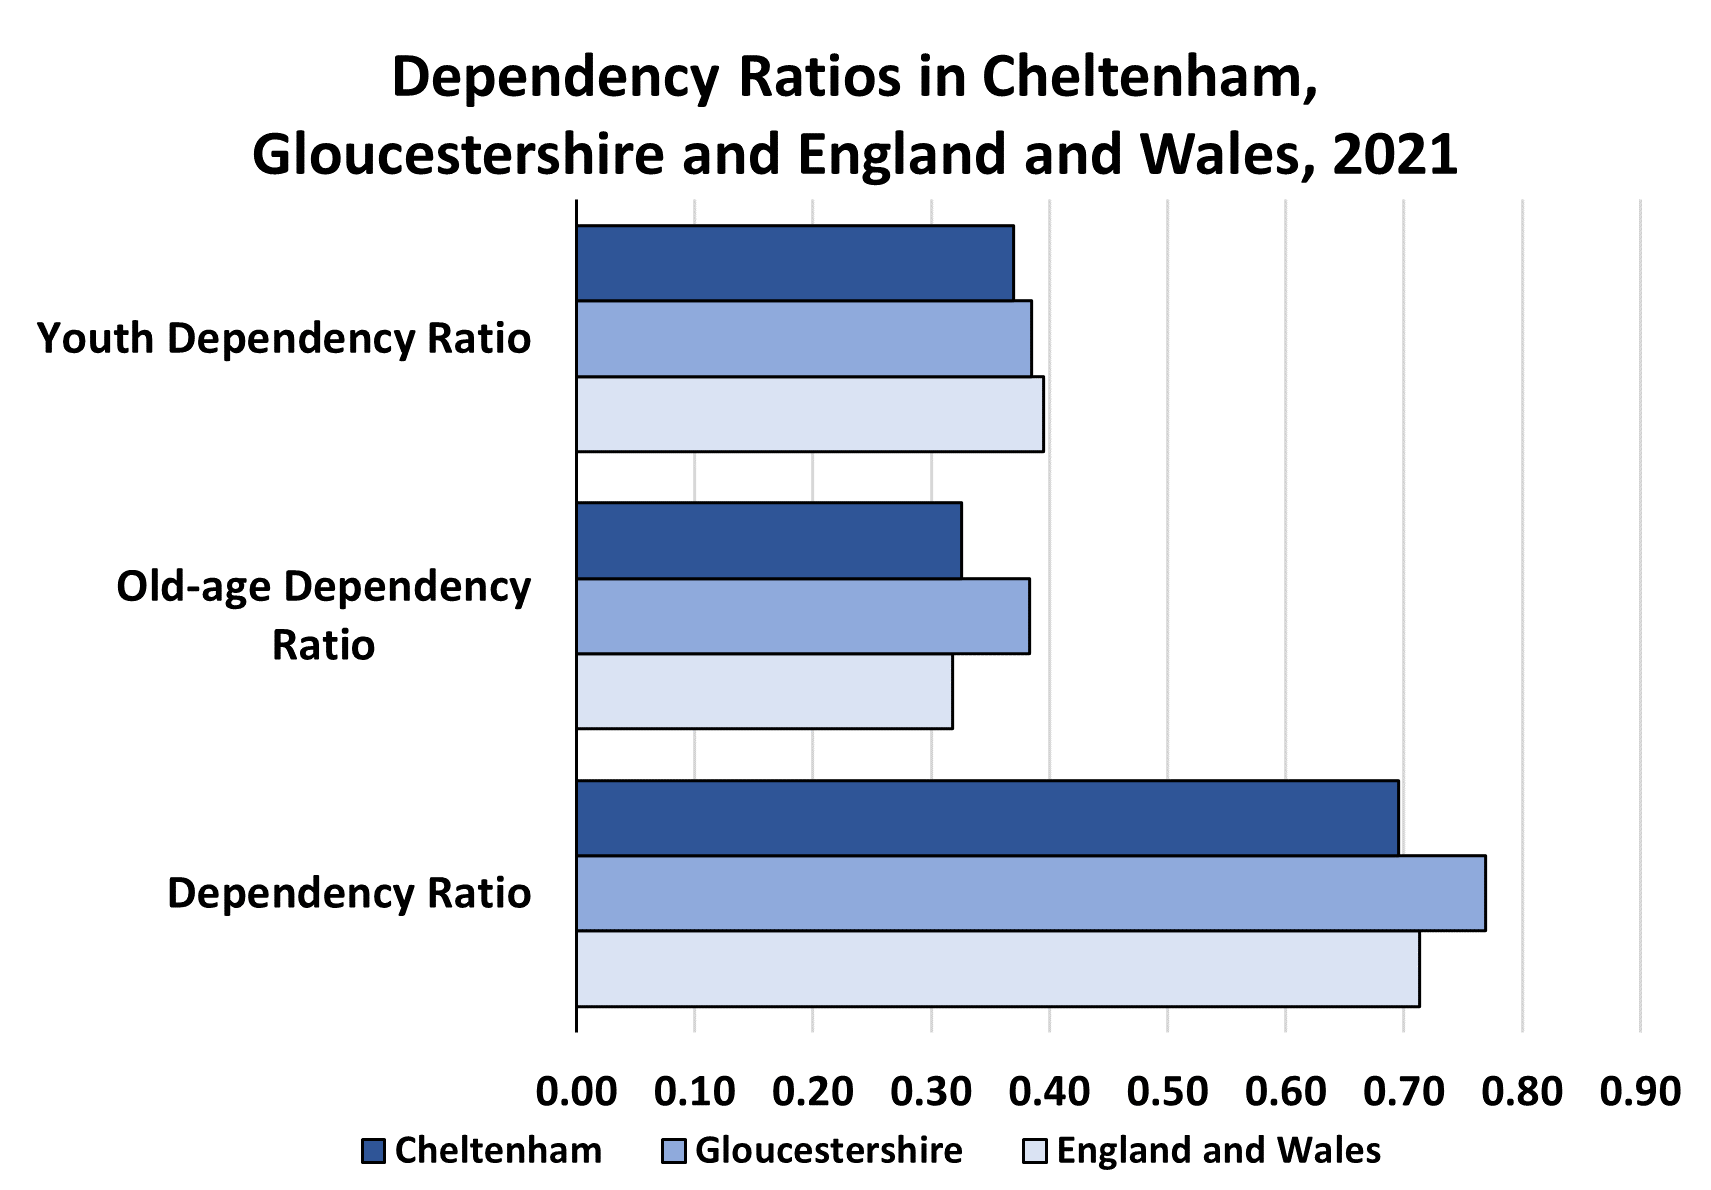 Dependency Ratios in Cheltenham,
Gloucestershire and England and Wales, 2021
Youth Dependency Ratio
Old-age Dependency
Ratio
Dependency Ratio
0.00 0.10 0.20 0.30 0.40 0.50 0.60 0.70 0.80 0.90
Cheltenham Gloucestershire England and Wales